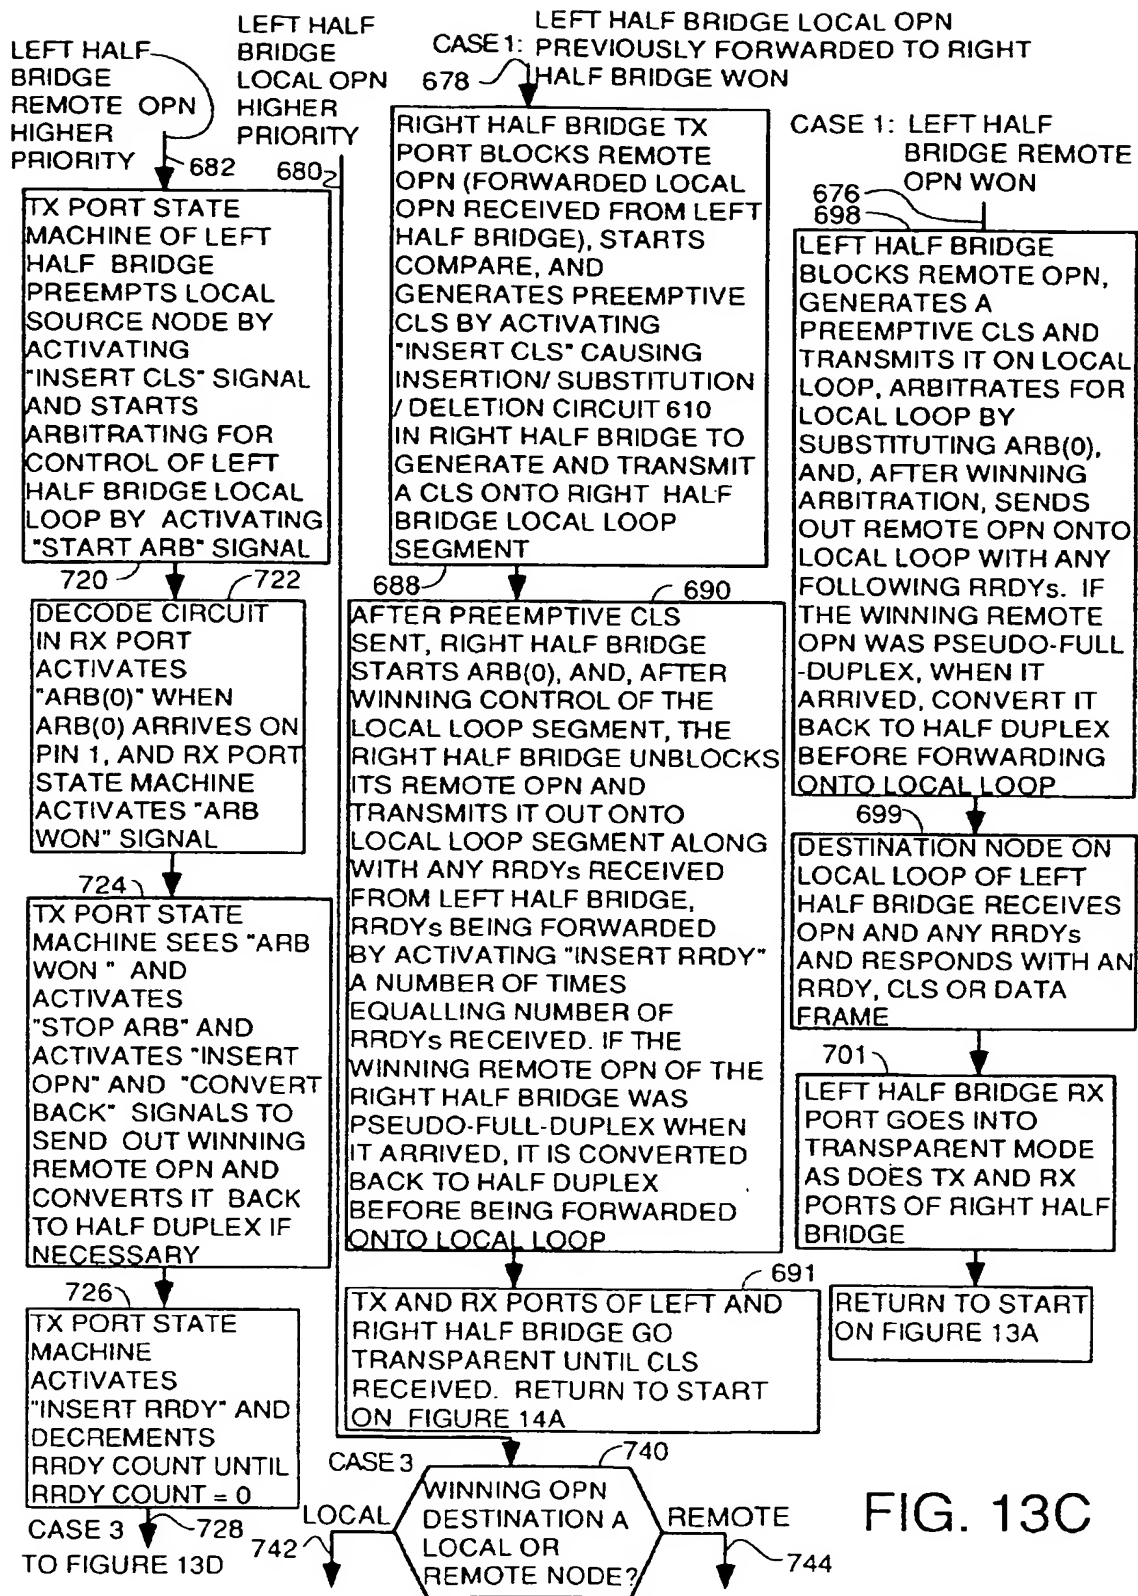 LEFT HALF
BRIDGE
REMOTE OPN
HIGHER
PRIORITY
682
TX PORT STATE
MACHINE OF LEFT
HALF BRIDGE
PREEMPTS LOCAL
SOURCE NODE BY
ACTIVATING
"INSERT CLS" SIGNAL
AND STARTS
ARBITRATING FOR
CONTROL OF LEFT
HALF BRIDGE LOCAL
LOOP BY ACTIVATING
"START ARB" SIGNAL
720
722
DECODE CIRCUIT
IN RX PORT
ACTIVATES
"ARB(0)" WHEN
ARB(0) ARRIVES ON
PIN 1, AND RX PORT
STATE MACHINE
ACTIVATES "ARB
WON" SIGNAL
724
TX PORT STATE
MACHINE SEES "ARB
WON " AND
ACTIVATES
"STOP ARB" AND
ACTIVATES "INSERT
OPN" AND "CONVERT
BACK" SIGNALS TO
SEND OUT WINNING
REMOTE OPN AND
CONVERTS IT BACK
TO HALF DUPLEX IF
NECESSARY
726
TX PORT STATE
MACHINE
ACTIVATES
"INSERT RRDY" AND
DECREMENTS
RRDY COUNT UNTIL
RRDY COUNT = 0
CASE 3
728
TO FIGURE 13D
LEFT HALF
BRIDGE
LOCAL OPN
HIGHER
PRIORITY
680
LEFT HALF BRIDGE LOCAL OPN
CASE 1: PREVIOUSLY FORWARDED TO RIGHT
678 HALF BRIDGE WON
RIGHT HALF BRIDGE TX
PORT BLOCKS REMOTE
OPN (FORWARDED LOCAL
OPN RECEIVED FROM LEFT
HALF BRIDGE), STARTS
COMPARE, AND
GENERATES PREEMPTIVE
CLS BY ACTIVATING
"INSERT CLS" CAUSING
INSERTION/ SUBSTITUTION
/ DELETION CIRCUIT 610
IN RIGHT HALF BRIDGE TO
GENERATE AND TRANSMIT
A CLS ONTO RIGHT HALF
BRIDGE LOCAL LOOP
SEGMENT
688
690
AFTER PREEMPTIVE CLS
SENT, RIGHT HALF BRIDGE
STARTS ARB(0), AND, AFTER
WINNING CONTROL OF THE
LOCAL LOOP SEGMENT, THE
RIGHT HALF BRIDGE UNBLOCKS
ITS REMOTE OPN AND
TRANSMITS IT OUT ONTO
LOCAL LOOP SEGMENT ALONG
WITH ANY RRDYs RECEIVED
FROM LEFT HALF BRIDGE,
RRDYs BEING FORWARDED
BY ACTIVATING "INSERT RRDY"
A NUMBER OF TIMES
EQUALLING NUMBER OF
RRDYs RECEIVED. IF THE
WINNING REMOTE OPN OF THE
RIGHT HALF BRIDGE WAS
PSEUDO-FULL-DUPLEX WHEN
IT ARRIVED, IT IS CONVERTED
BACK TO HALF DUPLEX
BEFORE BEING FORWARDED
ONTO LOCAL LOOP
691
TX AND RX PORTS OF LEFT AND
RIGHT HALF BRIDGE GO
TRANSPARENT UNTIL CLS
RECEIVED. RETURN TO START
ON FIGURE 14A
CASE 3
740
WINNING OPN
DESTINATION A
LOCAL OR
REMOTE NODE?
LOCAL
742
REMOTE
744
CASE 1: LEFT HALF
BRIDGE REMOTE
OPN WON
676
698
LEFT HALF BRIDGE
BLOCKS REMOTE OPN,
GENERATES A
PREEMPTIVE CLS AND
TRANSMITS IT ON LOCAL
LOOP, ARBITRATES FOR
LOCAL LOOP BY
SUBSTITUTING ARB(0),
AND, AFTER WINNING
ARBITRATION, SENDS
OUT REMOTE OPN ONTO
LOCAL LOOP WITH ANY
FOLLOWING RRDYs. IF
THE WINNING REMOTE
OPN WAS PSEUDO-FULL
-DUPLEX, WHEN IT
ARRIVED, CONVERT IT
BACK TO HALF DUPLEX
BEFORE FORWARDING
ONTO LOCAL LOOP
699
DESTINATION NODE ON
LOCAL LOOP OF LEFT
HALF BRIDGE RECEIVES
OPN AND ANY RRDYs
AND RESPONDS WITH AN
RRDY, CLS OR DATA
FRAME
701
LEFT HALF BRIDGE RX
PORT GOES INTO
TRANSPARENT MODE
AS DOES TX AND RX
PORTS OF RIGHT HALF
BRIDGE
RETURN TO START
ON FIGURE 13A
FIG. 13C